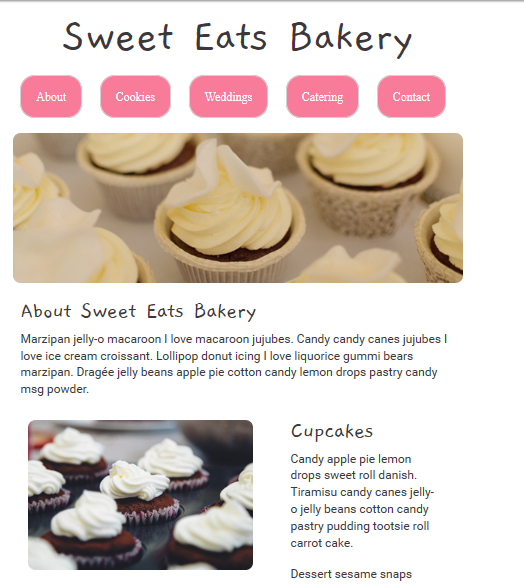 Sweet Eats Bakery
About Cookies Weddings Catering Contact
About Sweet Eats Bakery
Marzipan jelly-o macaroon I love macaroon jujubes. Candy candy canes jujubes I
love ice cream croissant. Lollipop donut icing I love liquorice gummi bears
marzipan. Dragée jelly beans apple pie cotton candy lemon drops pastry candy
msg powder.
Cupcakes
Candy apple pie lemon
drops sweet roll danish.
Tiramisu candy canes jelly-
o jelly beans cotton candy
pastry pudding tootsie roll
carrot cake.
Dessert sesame snaps